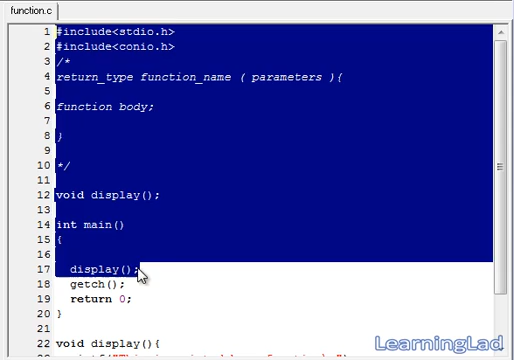 function.c
1 #include<stdio.h>
2 #include<conio.h>
3 /*
4 return_type function_name ( parameters ){
5
6 function body;
7
8 }
9
10 */
11
12 void display();
13
14 int main()
15 {
16
17 display();
18 getch();
19 return 0;
20 }
21
22 void display(){
LearningLad